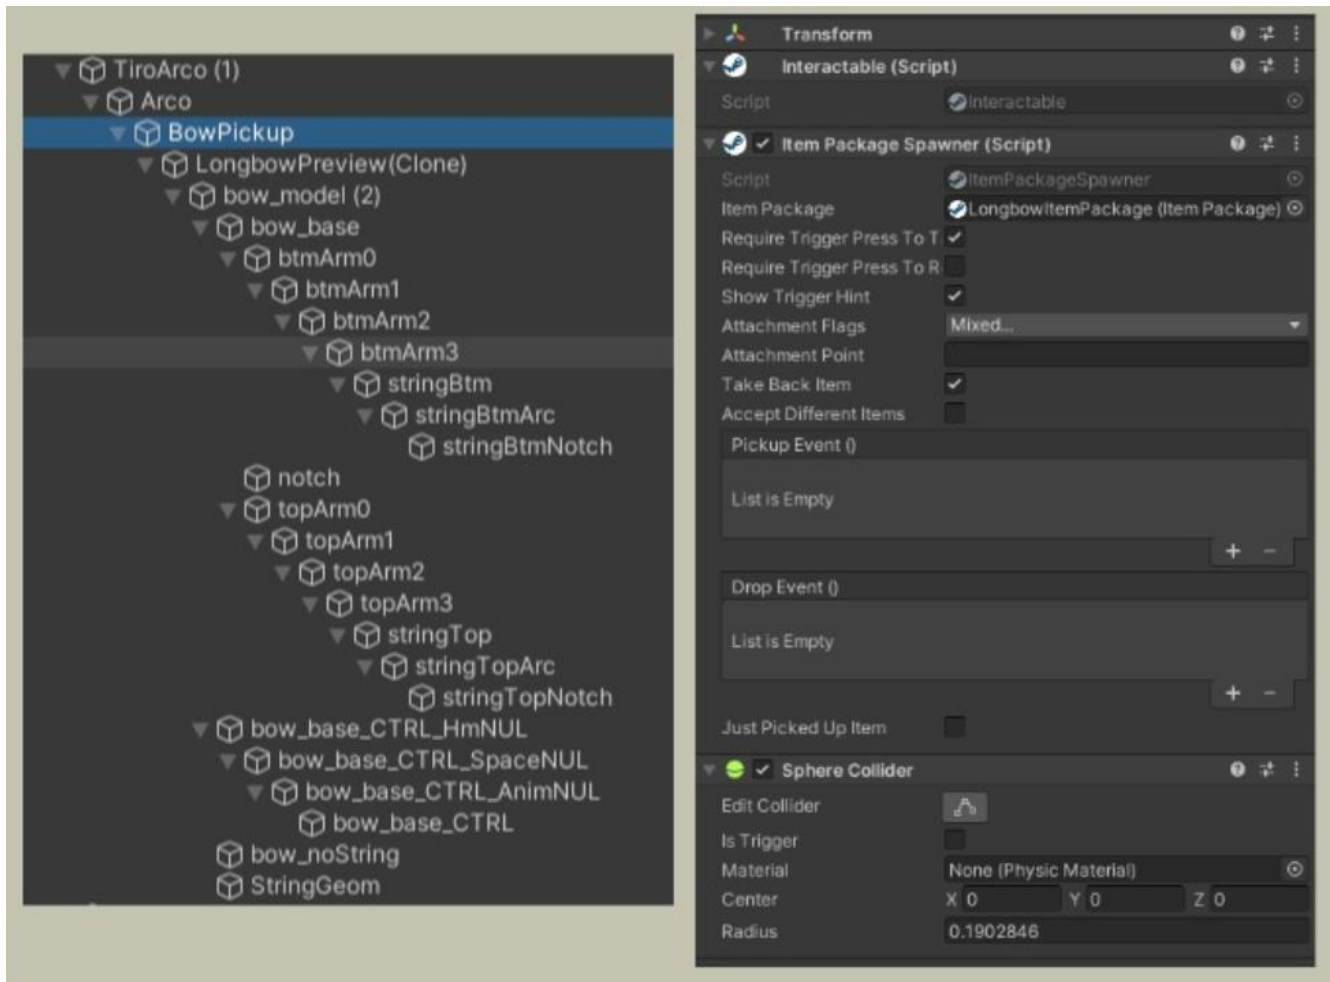 TiroArco (1)
Arco
BowPickup
LongbowPreview(Clone)
bow_model (2)
bow_base
btmArm0
btmArm1
btmArm2
btmArm3
stringBtm
stringBtmArc
stringBtmNotch
notch
topArm0
topArm1
topArm2
topArm3
stringTop
stringTopArc
stringTopNotch
bow_base_CTRL_HmNUL
bow_base_CTRL_SpaceNUL
bow_base_CTRL_AnimNUL
bow_base_CTRL
bow_noString
StringGeom
Transform
Interactable (Script)
Script Interactable
Item Package Spawner (Script)
Script ItemPackageSpawner
Item Package LongbowItemPackage (Item Package)
Require Trigger Press To T
Require Trigger Press To R
Show Trigger Hint
Attachment Flags Mixed...
Attachment Point
Take Back Item
Accept Different Items
Pickup Event ()
List is Empty
+ −
Drop Event ()
List is Empty
+ −
Just Picked Up Item
Sphere Collider
Edit Collider
Is Trigger
Material None (Physic Material)
Center X 0 Y 0 Z 0
Radius 0.1902846